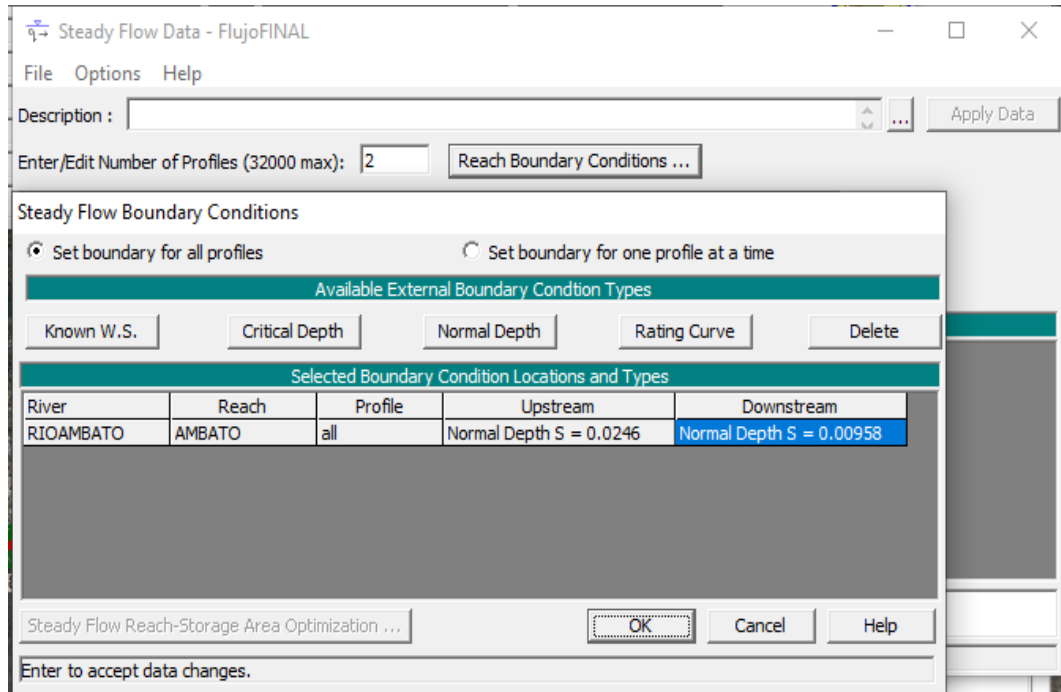 Steady Flow Data - FlujoFINAL
File Options Help
Description :
... Apply Data
Enter/Edit Number of Profiles (32000 max): 2 Reach Boundary Conditions ...
Steady Flow Boundary Conditions
Set boundary for all profiles Set boundary for one profile at a time
Available External Boundary Condtion Types
Known W.S. Critical Depth Normal Depth Rating Curve Delete
Selected Boundary Condition Locations and Types
River Reach Profile Upstream Downstream
RIOAMBATO AMBATO all Normal Depth S = 0.0246 Normal Depth S = 0.00958
Steady Flow Reach-Storage Area Optimization ... OK Cancel Help
Enter to accept data changes.